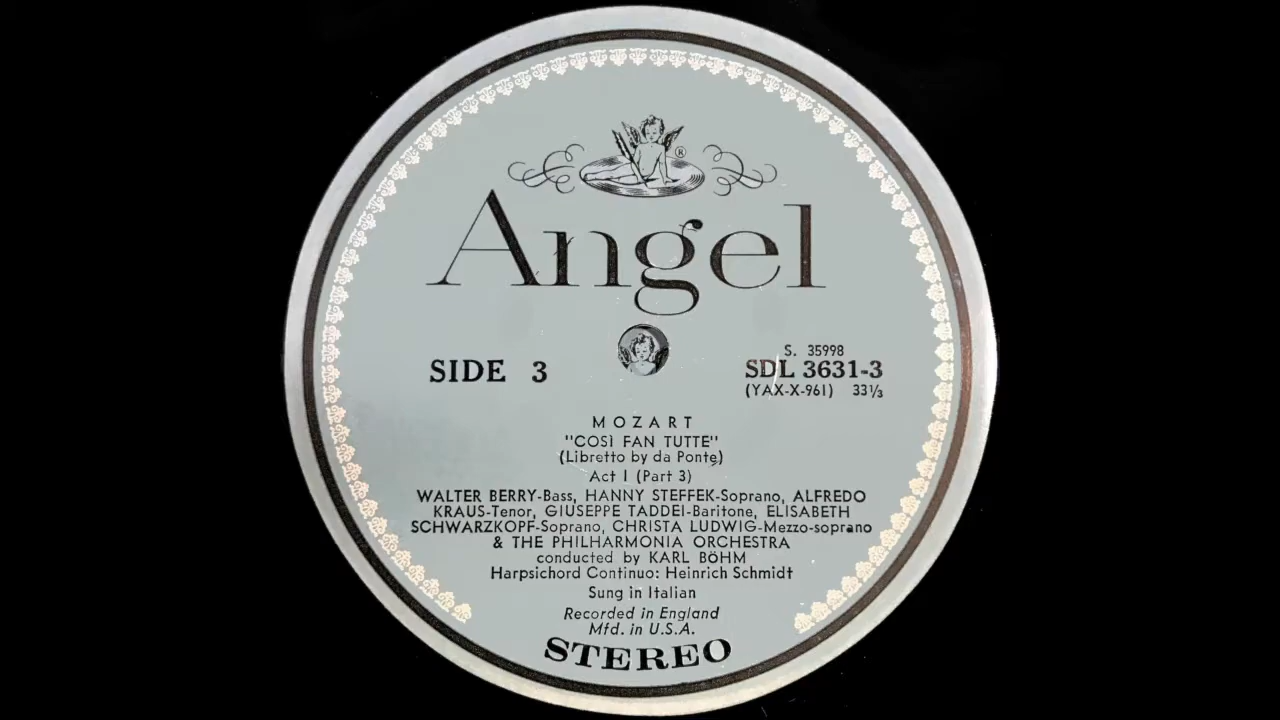 ®
Angel
SIDE 3
S. 35998
SDL 3631-3
(YAX-X-961) 33⅓
MOZART
"COSÌ FAN TUTTE"
(Libretto by da Ponte)
Act I (Part 3)
WALTER BERRY-Bass, HANNY STEFFEK-Soprano, ALFREDO
KRAUS-Tenor, GIUSEPPE TADDEI-Baritone, ELISABETH
SCHWARZKOPF-Soprano, CHRISTA LUDWIG-Mezzo-soprano
& THE PHILHARMONIA ORCHESTRA
conducted by KARL BÖHM
Harpsichord Continuo: Heinrich Schmidt
Sung in Italian
Recorded in England
Mfd. in U.S.A.
STEREO